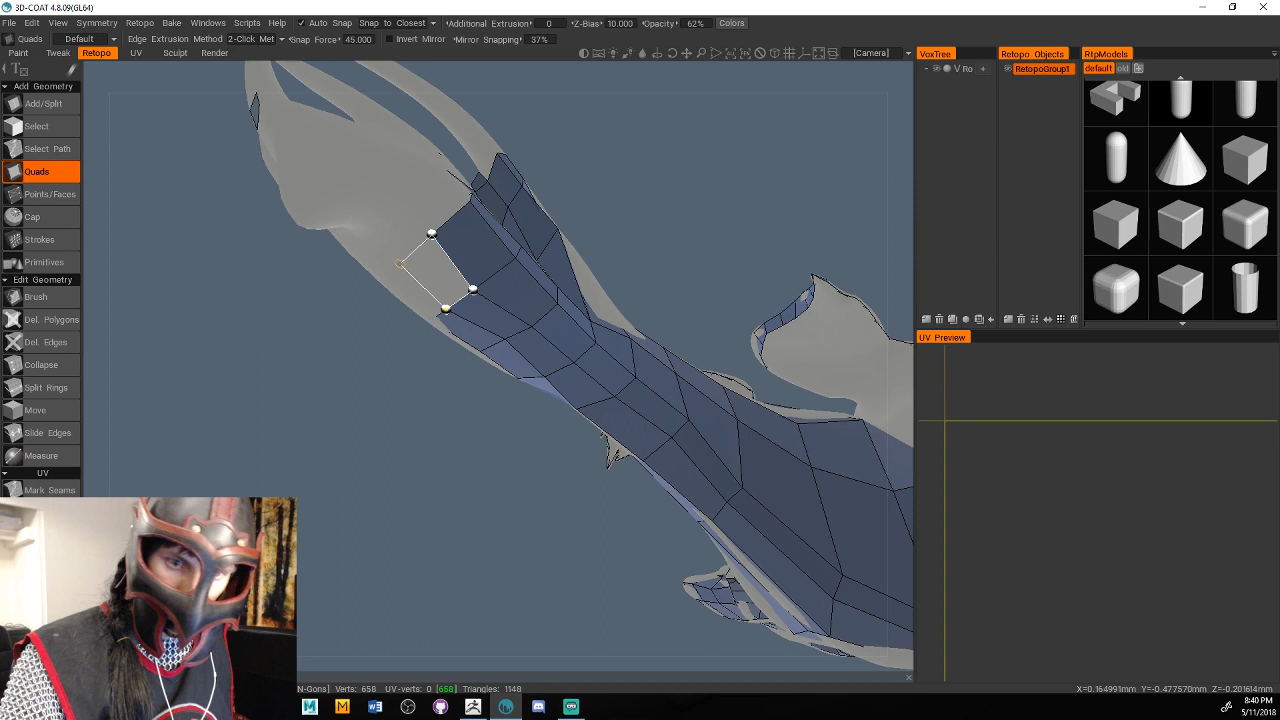 3D-COAT 4.8.09(GL64)
File Edit View Symmetry Retopo Bake Windows Scripts Help Auto Snap Snap to Closest Additional Extrusion 0 Z-Bias 10.000 Opacity 62% Colors
Quads Default Edge Extrusion Method 2-Click Met Snap Force 45.000 Invert Mirror Mirror Snapping 37%
Paint Tweak Retopo UV Sculpt Render [Camera] VoxTree Retopo Objects RtpModels
V Ro + RetopoGroup1 default old
Add Geometry
Add/Split
Select
Select Path
Quads
Points/Faces
Cap
Strokes
Primitives
Edit Geometry
Brush
Del. Polygons
Del. Edges
Collapse
Split Rings
Move
Slide Edges
Measure
UV
Mark Seams
UV Preview
N-Gons] Verts: 658 UV-verts: 0 [658] Triangles: 1148 X=0.164991mm Y=-0.477570mm Z=-0.201614mm
8:40 PM
5/11/2018